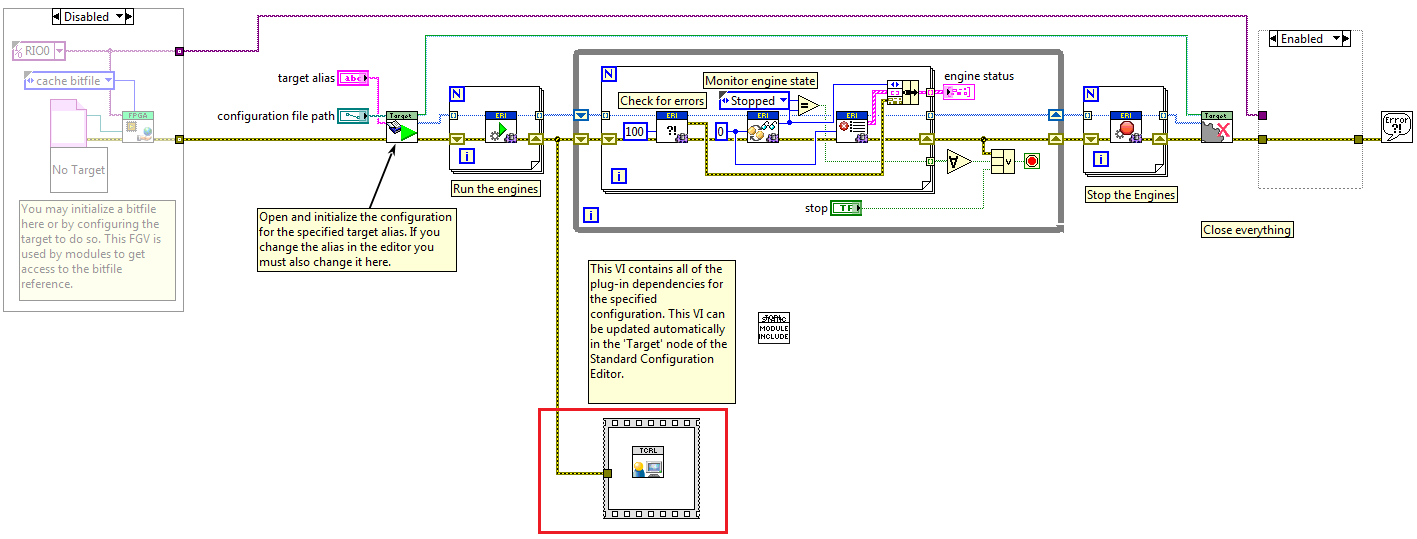 Disabled
RIO0
cache bitfile
FPGA
No Target
You may initialize a bitfile
here or by configuring the
target to do so. This FGV is
used by modules to get
access to the bitfile
reference.
target alias
abc
configuration file path
Target
Open and initialize the configuration
for the specified target alias. If you
change the alias in the editor you
must also change it here.
N
ERI
i
Run the engines
N
Check for errors
100
ERI
?!
Monitor engine state
Stopped
=
0
ERI
ERI
engine status
i
i
stop
TF
V
N
ERI
i
Stop the Engines
Target
Close everything
Enabled
Error
?!
This VI contains all of the
plug-in dependencies for
the specified
configuration. This VI can
be updated automatically
in the 'Target' node of the
Standard Configuration
Editor.
STATIC
MODULE
INCLUDE
TCRL